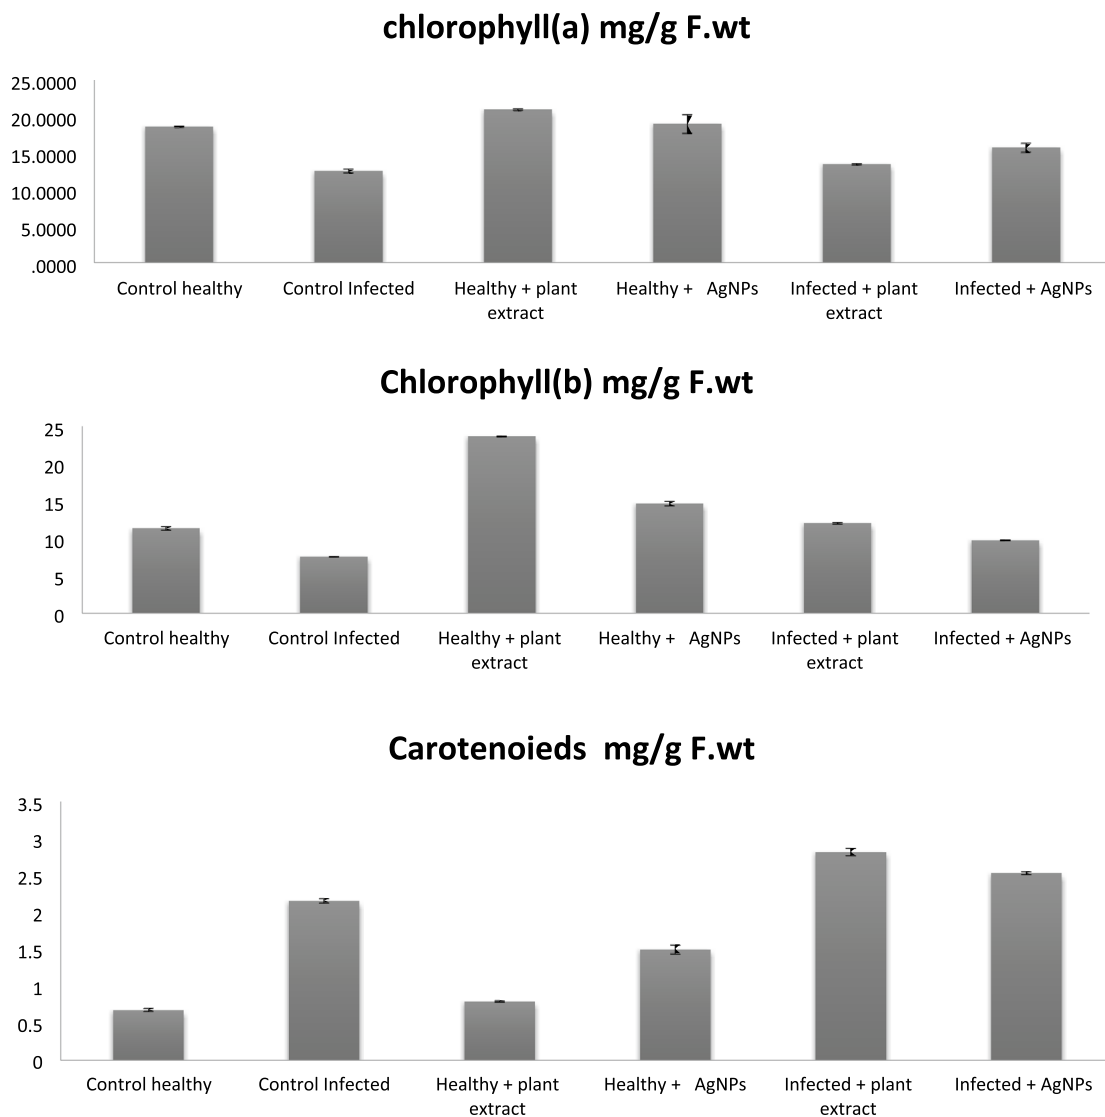 chlorophyll(a) mg/g F.wt
25.0000
20.0000
15.0000
10.0000
5.0000
.0000
Control healthy
Control Infected
Healthy + plant
extract
Healthy + AgNPs
Infected + plant
extract
Infected + AgNPs
Chlorophyll(b) mg/g F.wt
25
20
15
10
5
0
Control healthy
Control Infected
Healthy + plant
extract
Healthy + AgNPs
Infected + plant
extract
Infected + AgNPs
Carotenoieds mg/g F.wt
3.5
3
2.5
2
1.5
1
0.5
0
Control healthy
Control Infected
Healthy + plant
extract
Healthy + AgNPs
Infected + plant
extract
Infected + AgNPs